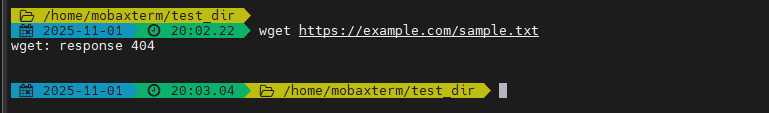 /home/mobaxterm/test_dir
2025-11-01 20:02.22 wget https://example.com/sample.txt
wget: response 404
2025-11-01 20:03.04 /home/mobaxterm/test_dir